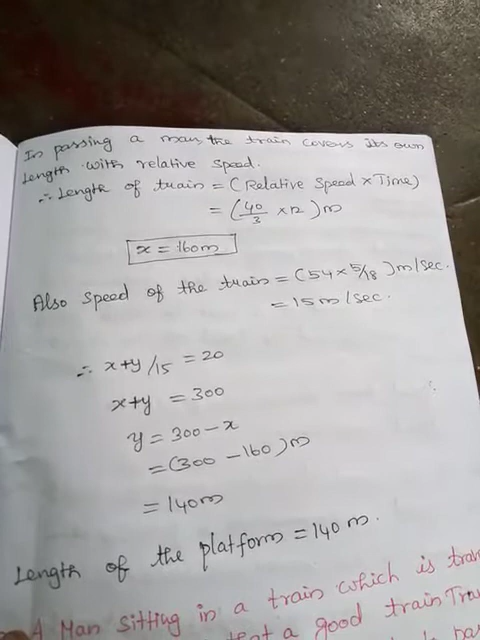 In passing a man, the train covers its own
Length with relative speed.
∴ Length of train = (Relative Speed × Time)
= (40/3 × 12) m
x = 160m
Also Speed of the train = (54 × 5/18) m/sec.
= 15 m/sec.
∴ x+y/15 = 20
x+y = 300
y = 300 - x
= (300 - 160) m
= 140m
Length of the platform = 140 m.
A Man sitting in a train which is
a good train